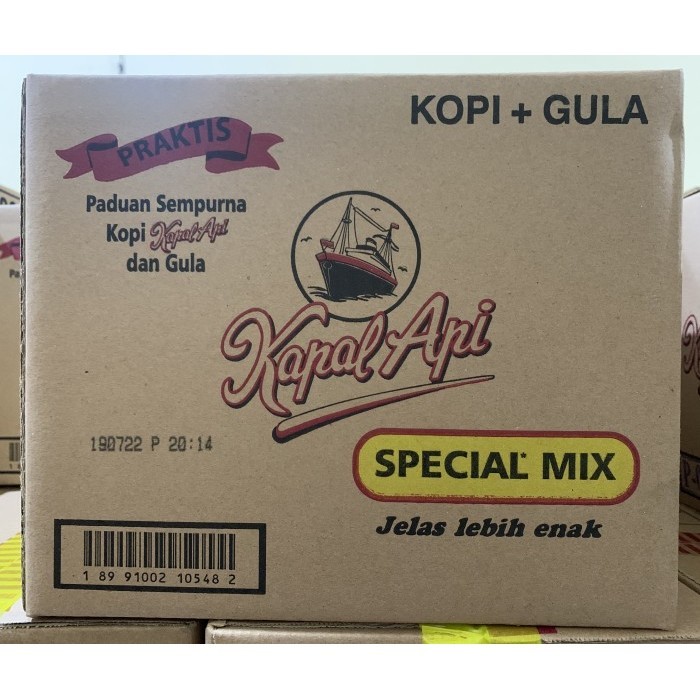 PRAKTIS
Paduan Sempurna
Kopi Kapal Api
dan Gula
KOPI + GULA
Kapal Api
190722 P 20:14
SPECIAL* MIX
Jelas lebih enak
1 89 91002 10548 2